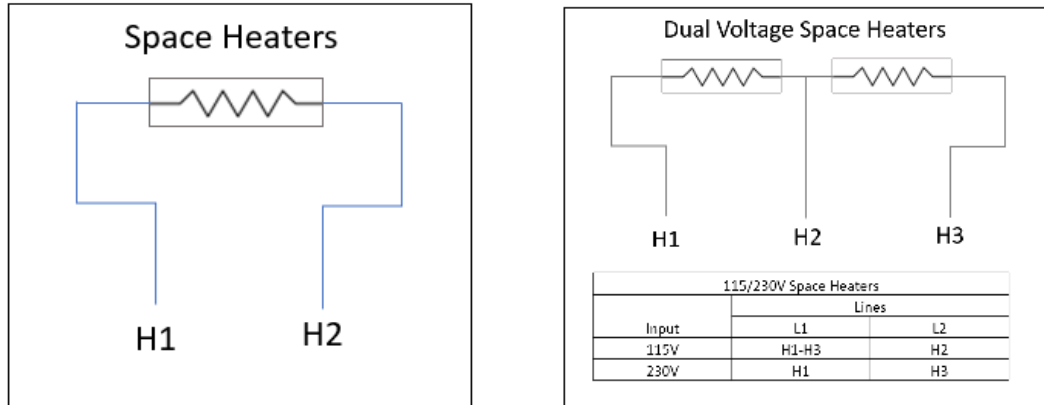 Space Heaters
H1
H2
Dual Voltage Space Heaters
H1 H2 H3
115/230V Space Heaters
Lines
Input L1 L2
115V H1-H3 H2
230V H1 H3